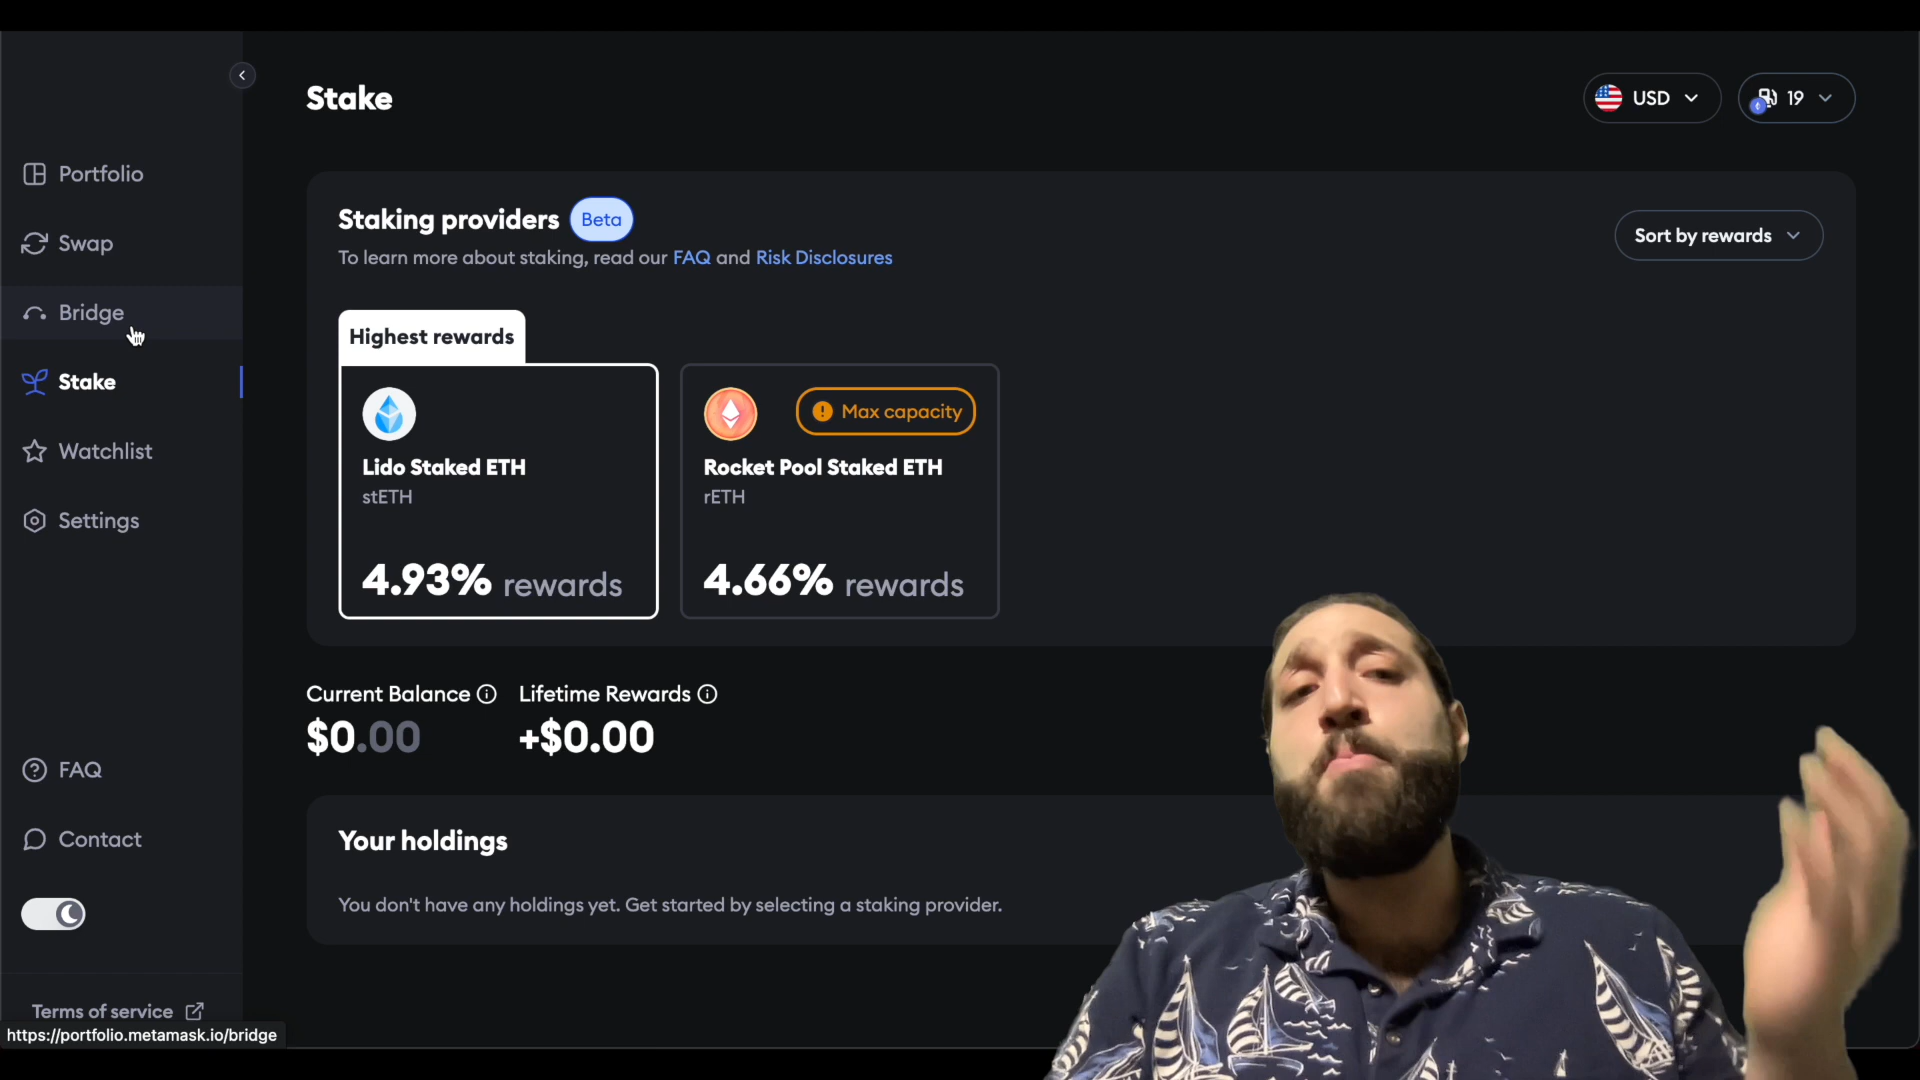 Stake
USD
19
Portfolio
Swap
Bridge
Stake
Watchlist
Settings
FAQ
Contact
Terms of service
https://portfolio.metamask.io/bridge
Staking providers Beta
To learn more about staking, read our FAQ and Risk Disclosures
Sort by rewards
Highest rewards
Lido Staked ETH
stETH
4.93% rewards
Max capacity
Rocket Pool Staked ETH
rETH
4.66% rewards
Current Balance
$0.00
Lifetime Rewards
+$0.00
Your holdings
You don't have any holdings yet. Get started by selecting a staking provider.